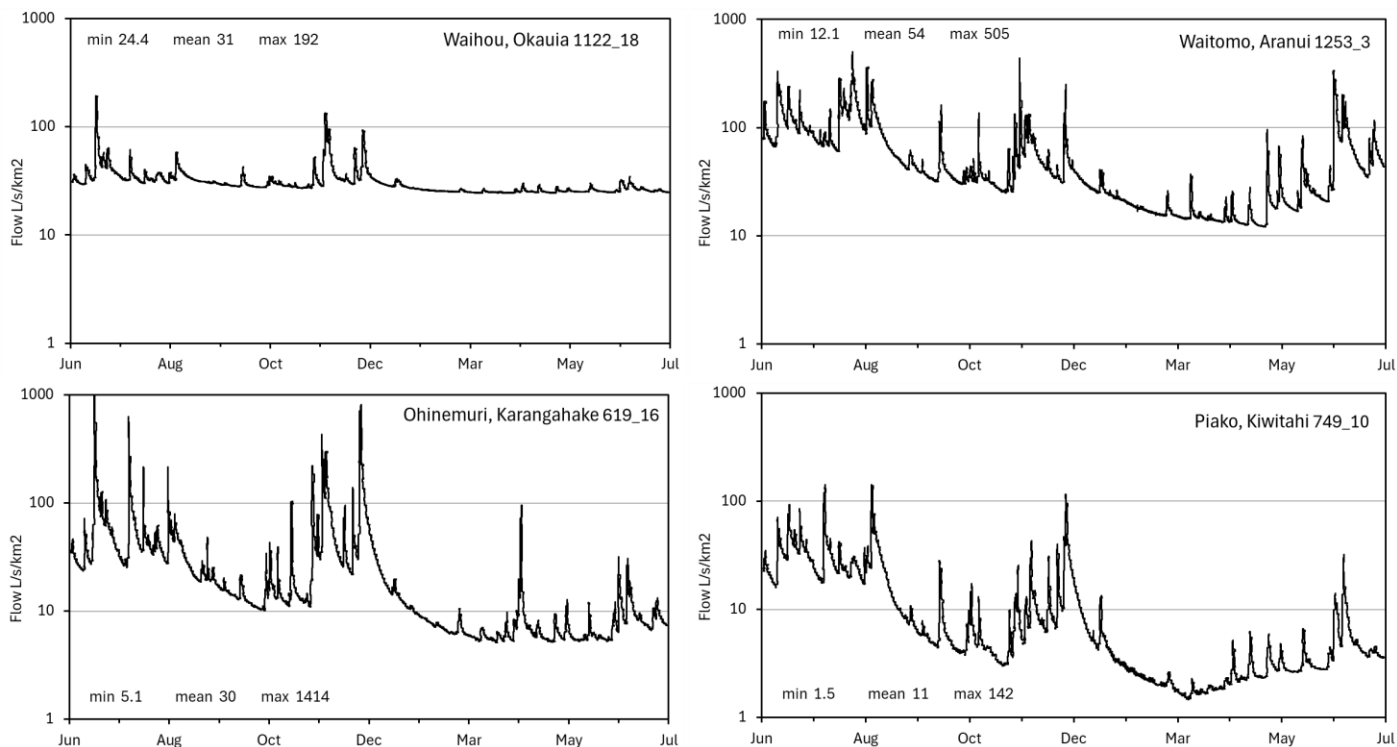 Waihou, Okauia 1122_18
min 24.4 mean 31 max 192
Flow L/s/km2
1000
100
10
1
Jun Aug Oct Dec Mar May Jul
Waitomo, Aranui 1253_3
min 12.1 mean 54 max 505
Flow L/s/km2
1000
100
10
1
Jun Aug Oct Dec Mar May Jul
Ohinemuri, Karangahake 619_16
Flow L/s/km2
1000
100
10
1
min 5.1 mean 30 max 1414
Jun Aug Oct Dec Mar May Jul
Piako, Kiwitahi 749_10
Flow L/s/km2
1000
100
10
1
min 1.5 mean 11 max 142
Jun Aug Oct Dec Mar May Jul